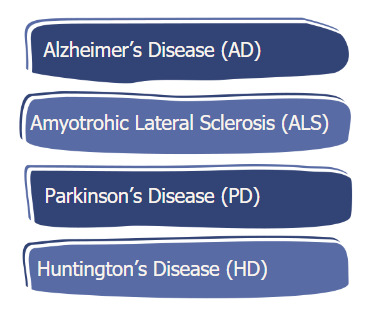 Alzheimer’s Disease (AD)
Amyotrohic Lateral Sclerosis (ALS)
Parkinson’s Disease (PD)
Huntington’s Disease (HD)